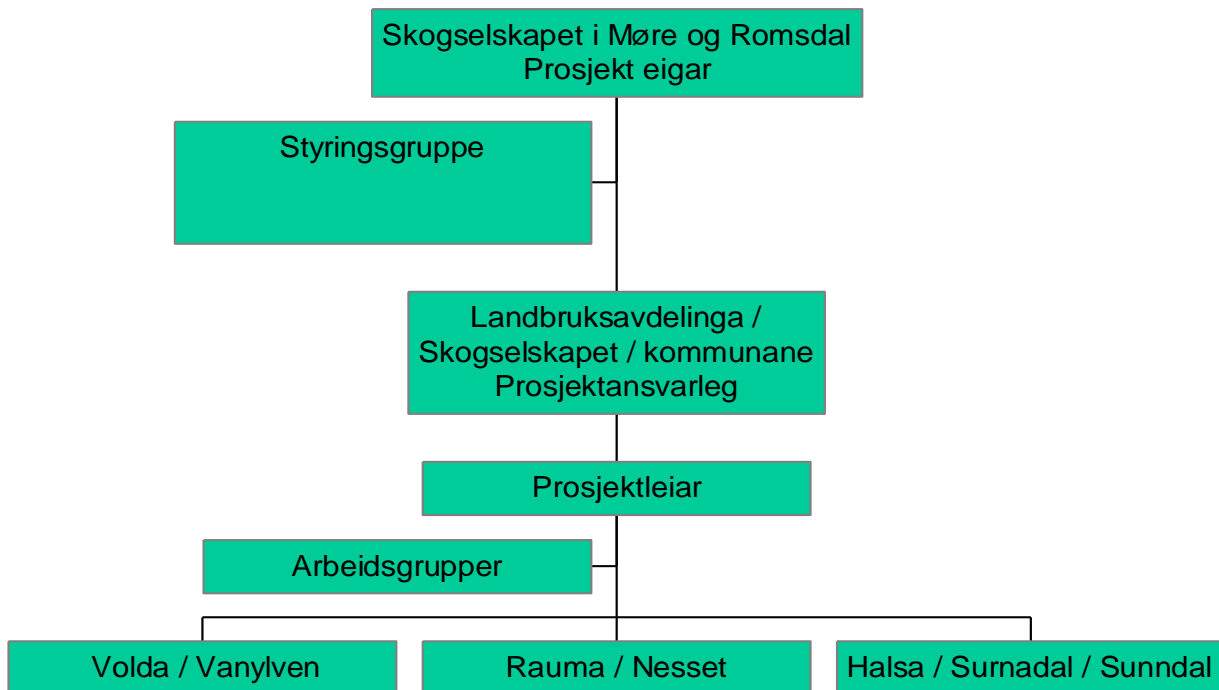 Skogselskapet i Møre og Romsdal
Prosjekt eigar
Styringsgruppe
Landbruksavdelinga /
Skogselskapet / kommunane
Prosjektansvarleg
Prosjektleiar
Arbeidsgrupper
Volda / Vanylven
Rauma / Nesset
Halsa / Surnadal / Sunndal